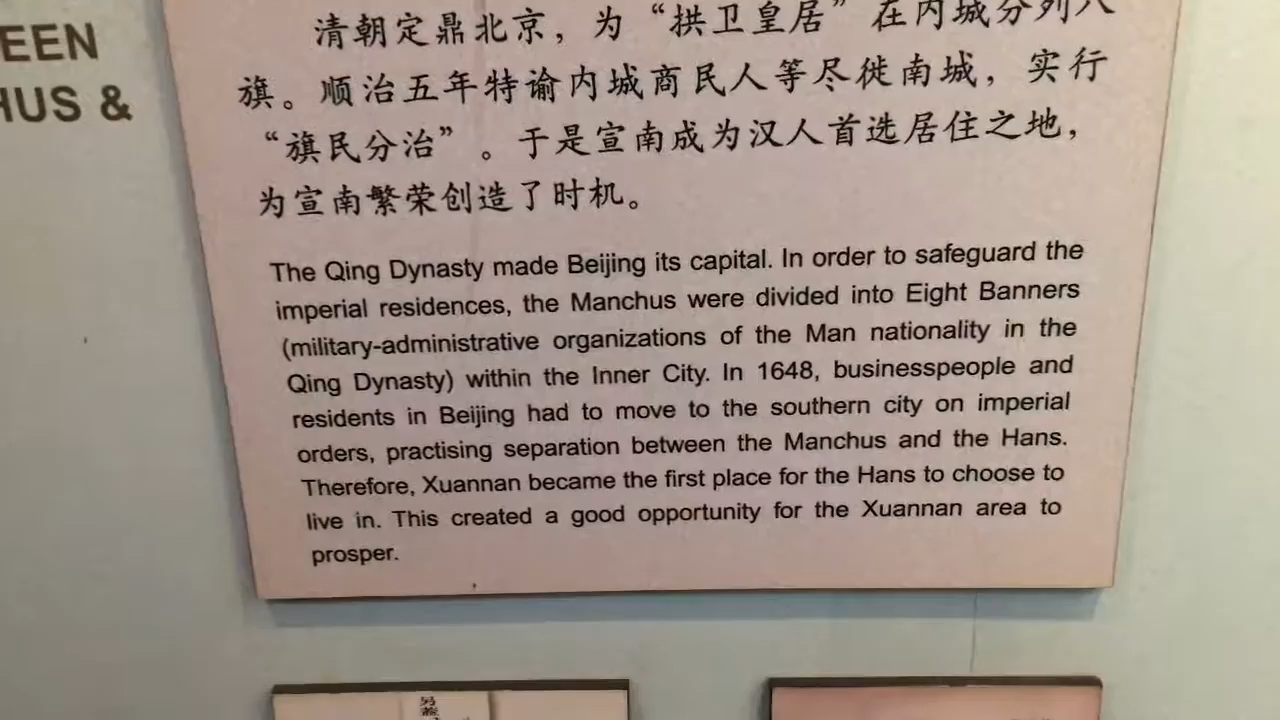 EEN
HUS &
清朝定鼎北京，为“拱卫皇居”在内城分列八
旗。顺治五年特谕内城商民人等尽徙南城，实行
“旗民分治”。于是宣南成为汉人首选居住之地，
为宣南繁荣创造了时机。
The Qing Dynasty made Beijing its capital. In order to safeguard the
imperial residences, the Manchus were divided into Eight Banners
(military-administrative organizations of the Man nationality in the
Qing Dynasty) within the Inner City. In 1648, businesspeople and
residents in Beijing had to move to the southern city on imperial
orders, practising separation between the Manchus and the Hans.
Therefore, Xuannan became the first place for the Hans to choose to
live in. This created a good opportunity for the Xuannan area to
prosper.